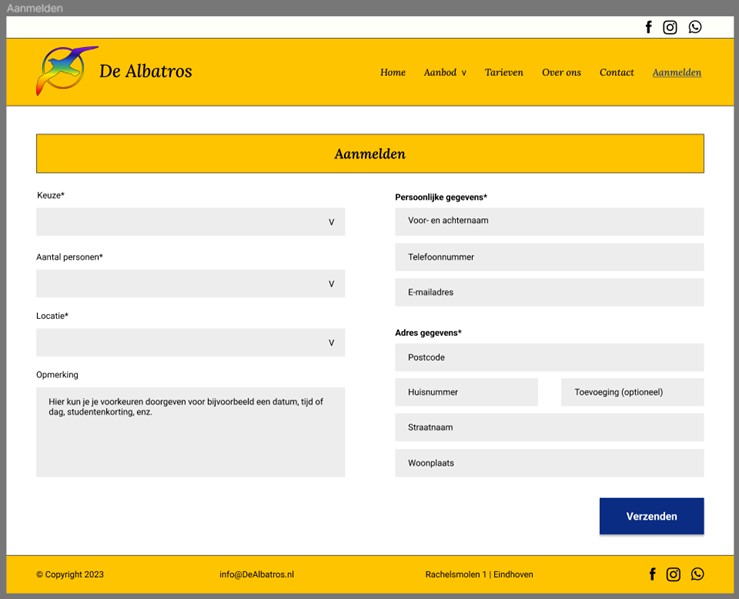 Aanmelden
De Albatros
Home Aanbod v Tarieven Over ons Contact Aanmelden
Aanmelden
Keuze*
V
Aantal personen*
V
Locatie*
V
Opmerking
Hier kun je je voorkeuren doorgeven voor bijvoorbeeld een datum, tijd of
dag, studentenkorting, enz.
Persoonlijke gegevens*
Voor- en achternaam
Telefoonnummer
E-mailadres
Adres gegevens*
Postcode
Huisnummer Toevoeging (optioneel)
Straatnaam
Woonplaats
Verzenden
© Copyright 2023 info@DeAlbatros.nl Rachelsmolen 1 | Eindhoven